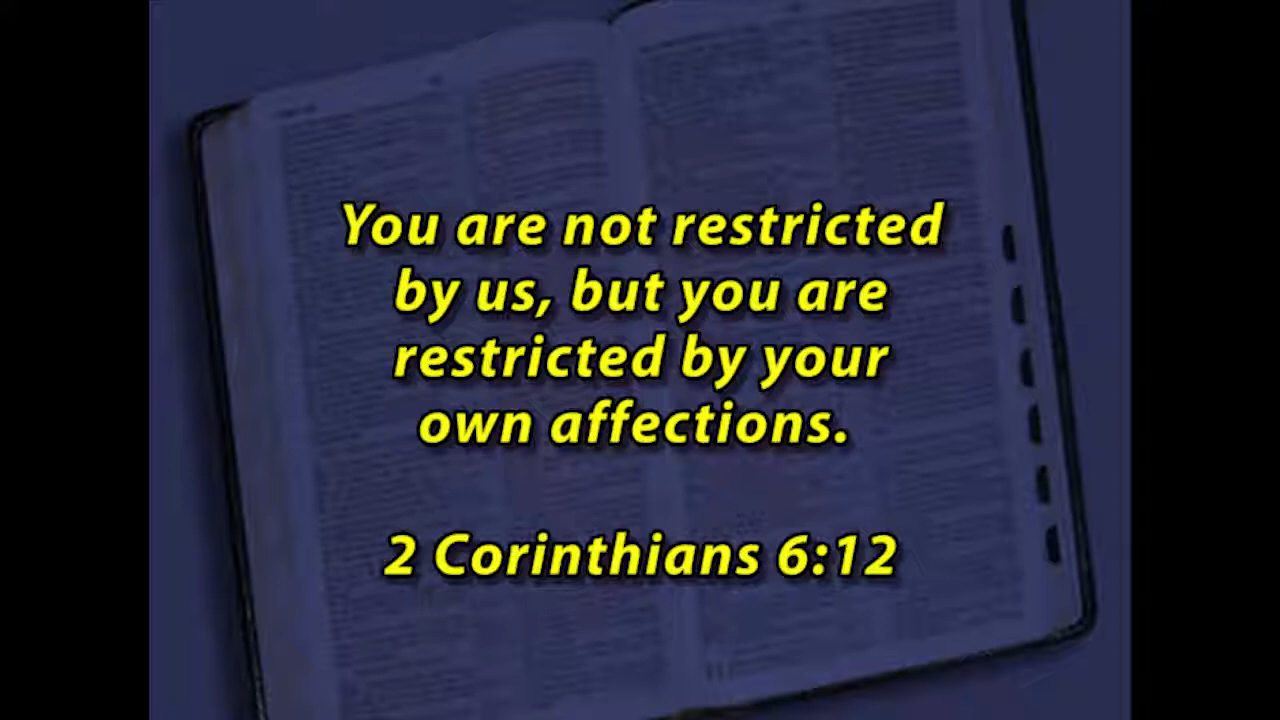 You are not restricted
by us, but you are
restricted by your
own affections.
2 Corinthians 6:12